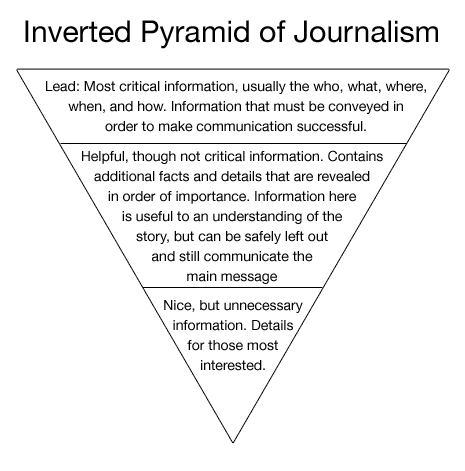 Inverted Pyramid of Journalism
Lead: Most critical information, usually the who, what, where,
when, and how. Information that must be conveyed in
order to make communication successful.
Helpful, though not critical information. Contains
additional facts and details that are revealed
in order of importance. Information here
is useful to an understanding of the
story, but can be safely left out
and still communicate the
main message
Nice, but unnecessary
information. Details
for those most
interested.